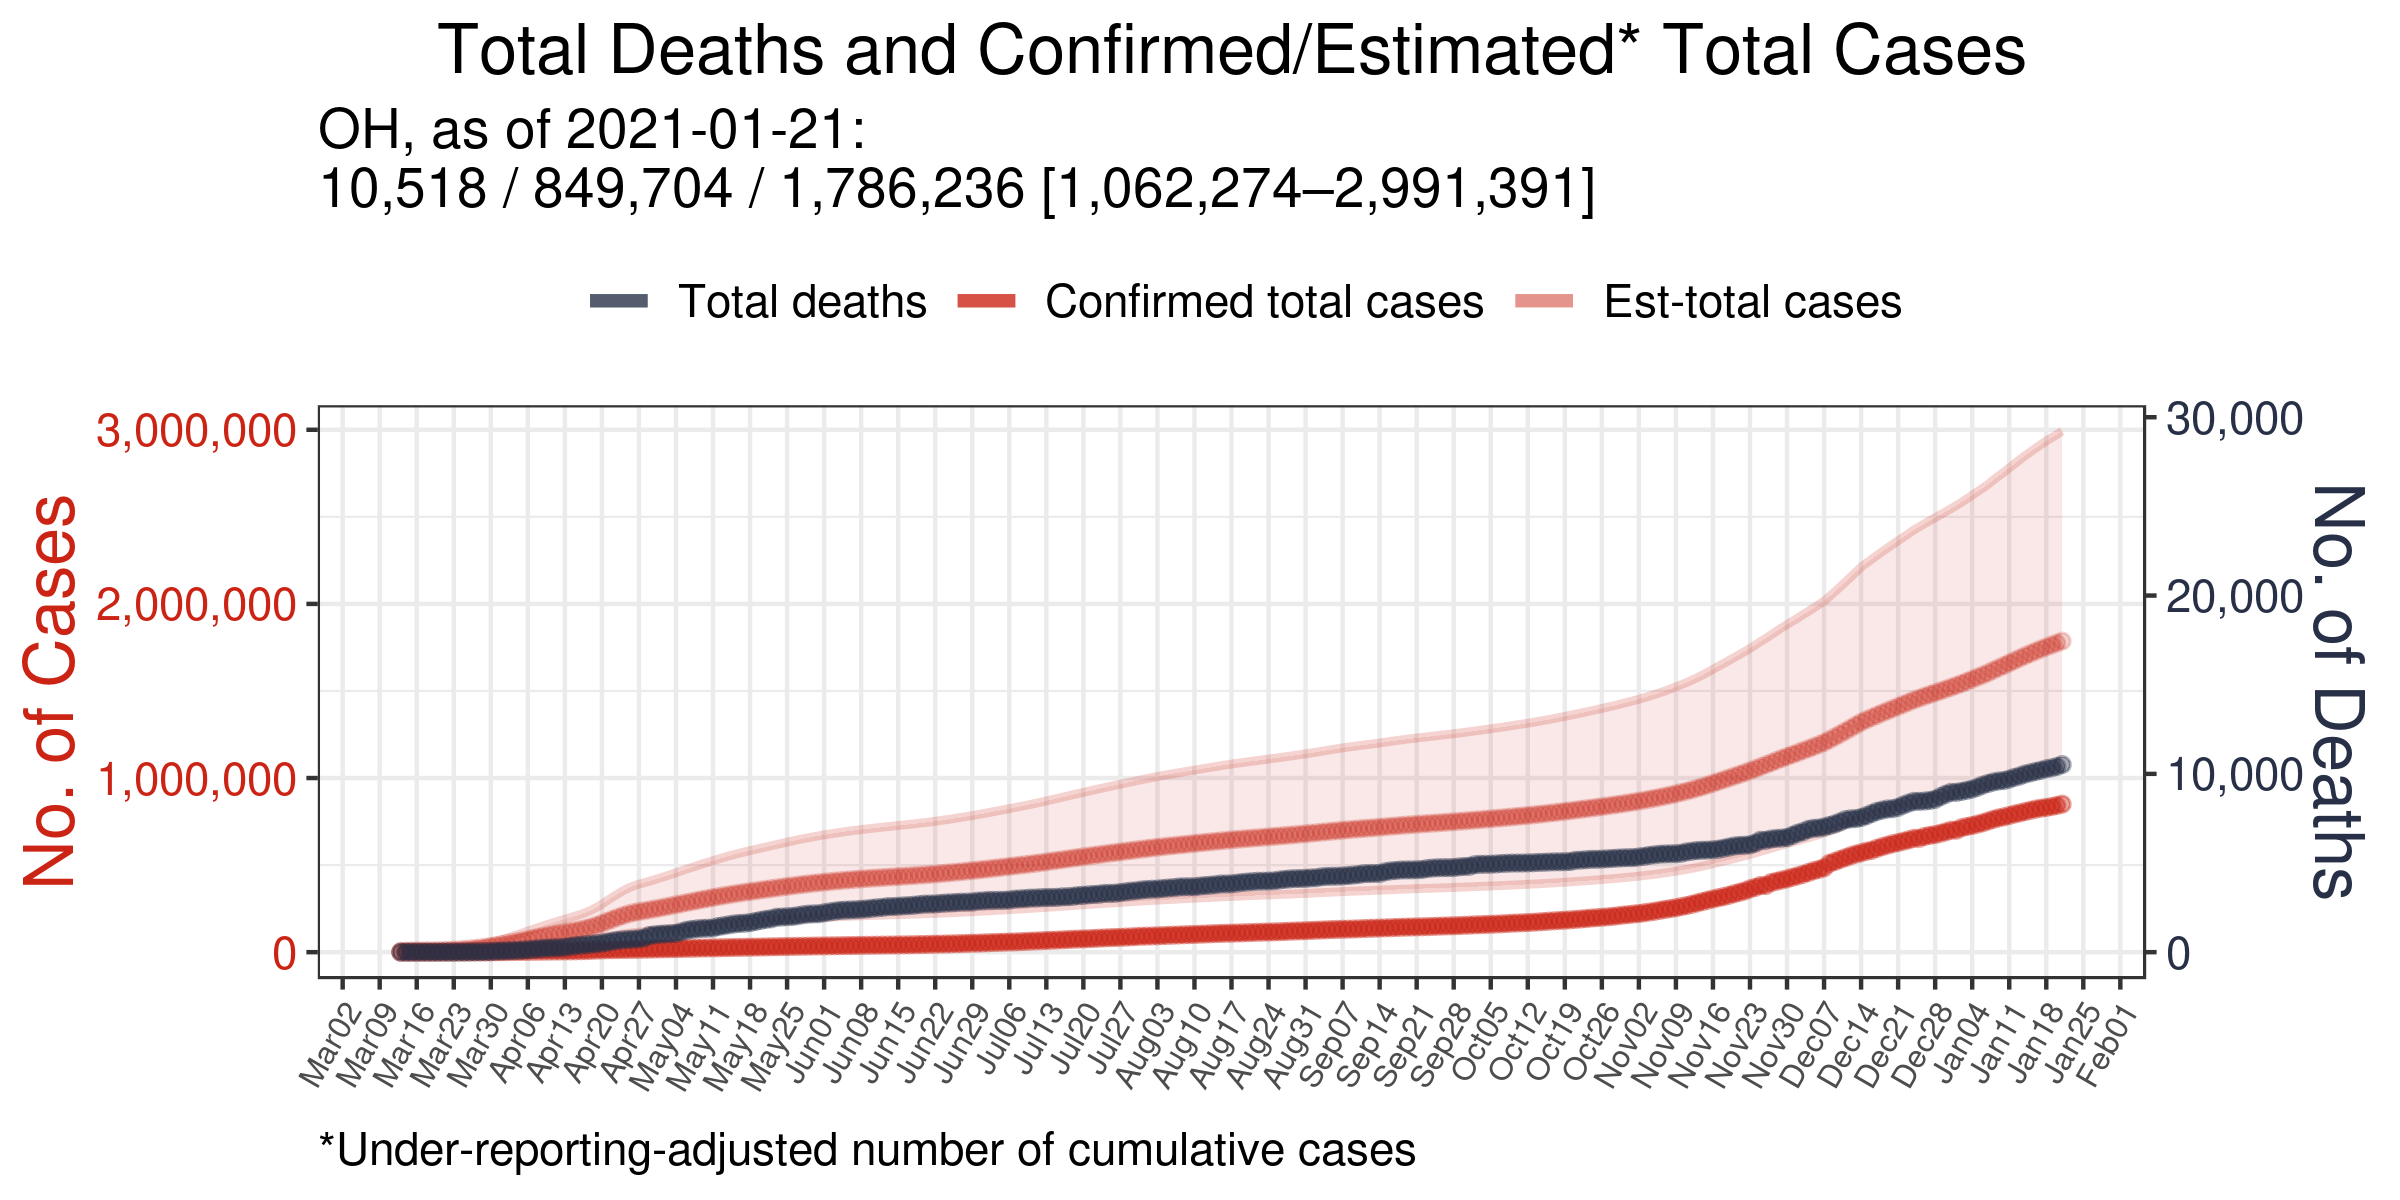 Total Deaths and Confirmed/Estimated* Total Cases
OH, as of 2021-01-21:
10,518 / 849,704 / 1,786,236 [1,062,274–2,991,391]
Total deaths
Confirmed total cases
Est-total cases
No. of Cases
3,000,000
2,000,000
1,000,000
0
30,000
20,000
10,000
0
No. of Deaths
Mar02
Mar09
Mar16
Mar23
Mar30
Apr06
Apr13
Apr20
Apr27
May04
May11
May18
May25
Jun01
Jun08
Jun15
Jun22
Jun29
Jul06
Jul13
Jul20
Jul27
Aug03
Aug10
Aug17
Aug24
Aug31
Sep07
Sep14
Sep21
Sep28
Oct05
Oct12
Oct19
Oct26
Nov02
Nov09
Nov16
Nov23
Nov30
Dec07
Dec14
Dec21
Dec28
Jan04
Jan11
Jan18
Jan25
Feb01
*Under-reporting-adjusted number of cumulative cases